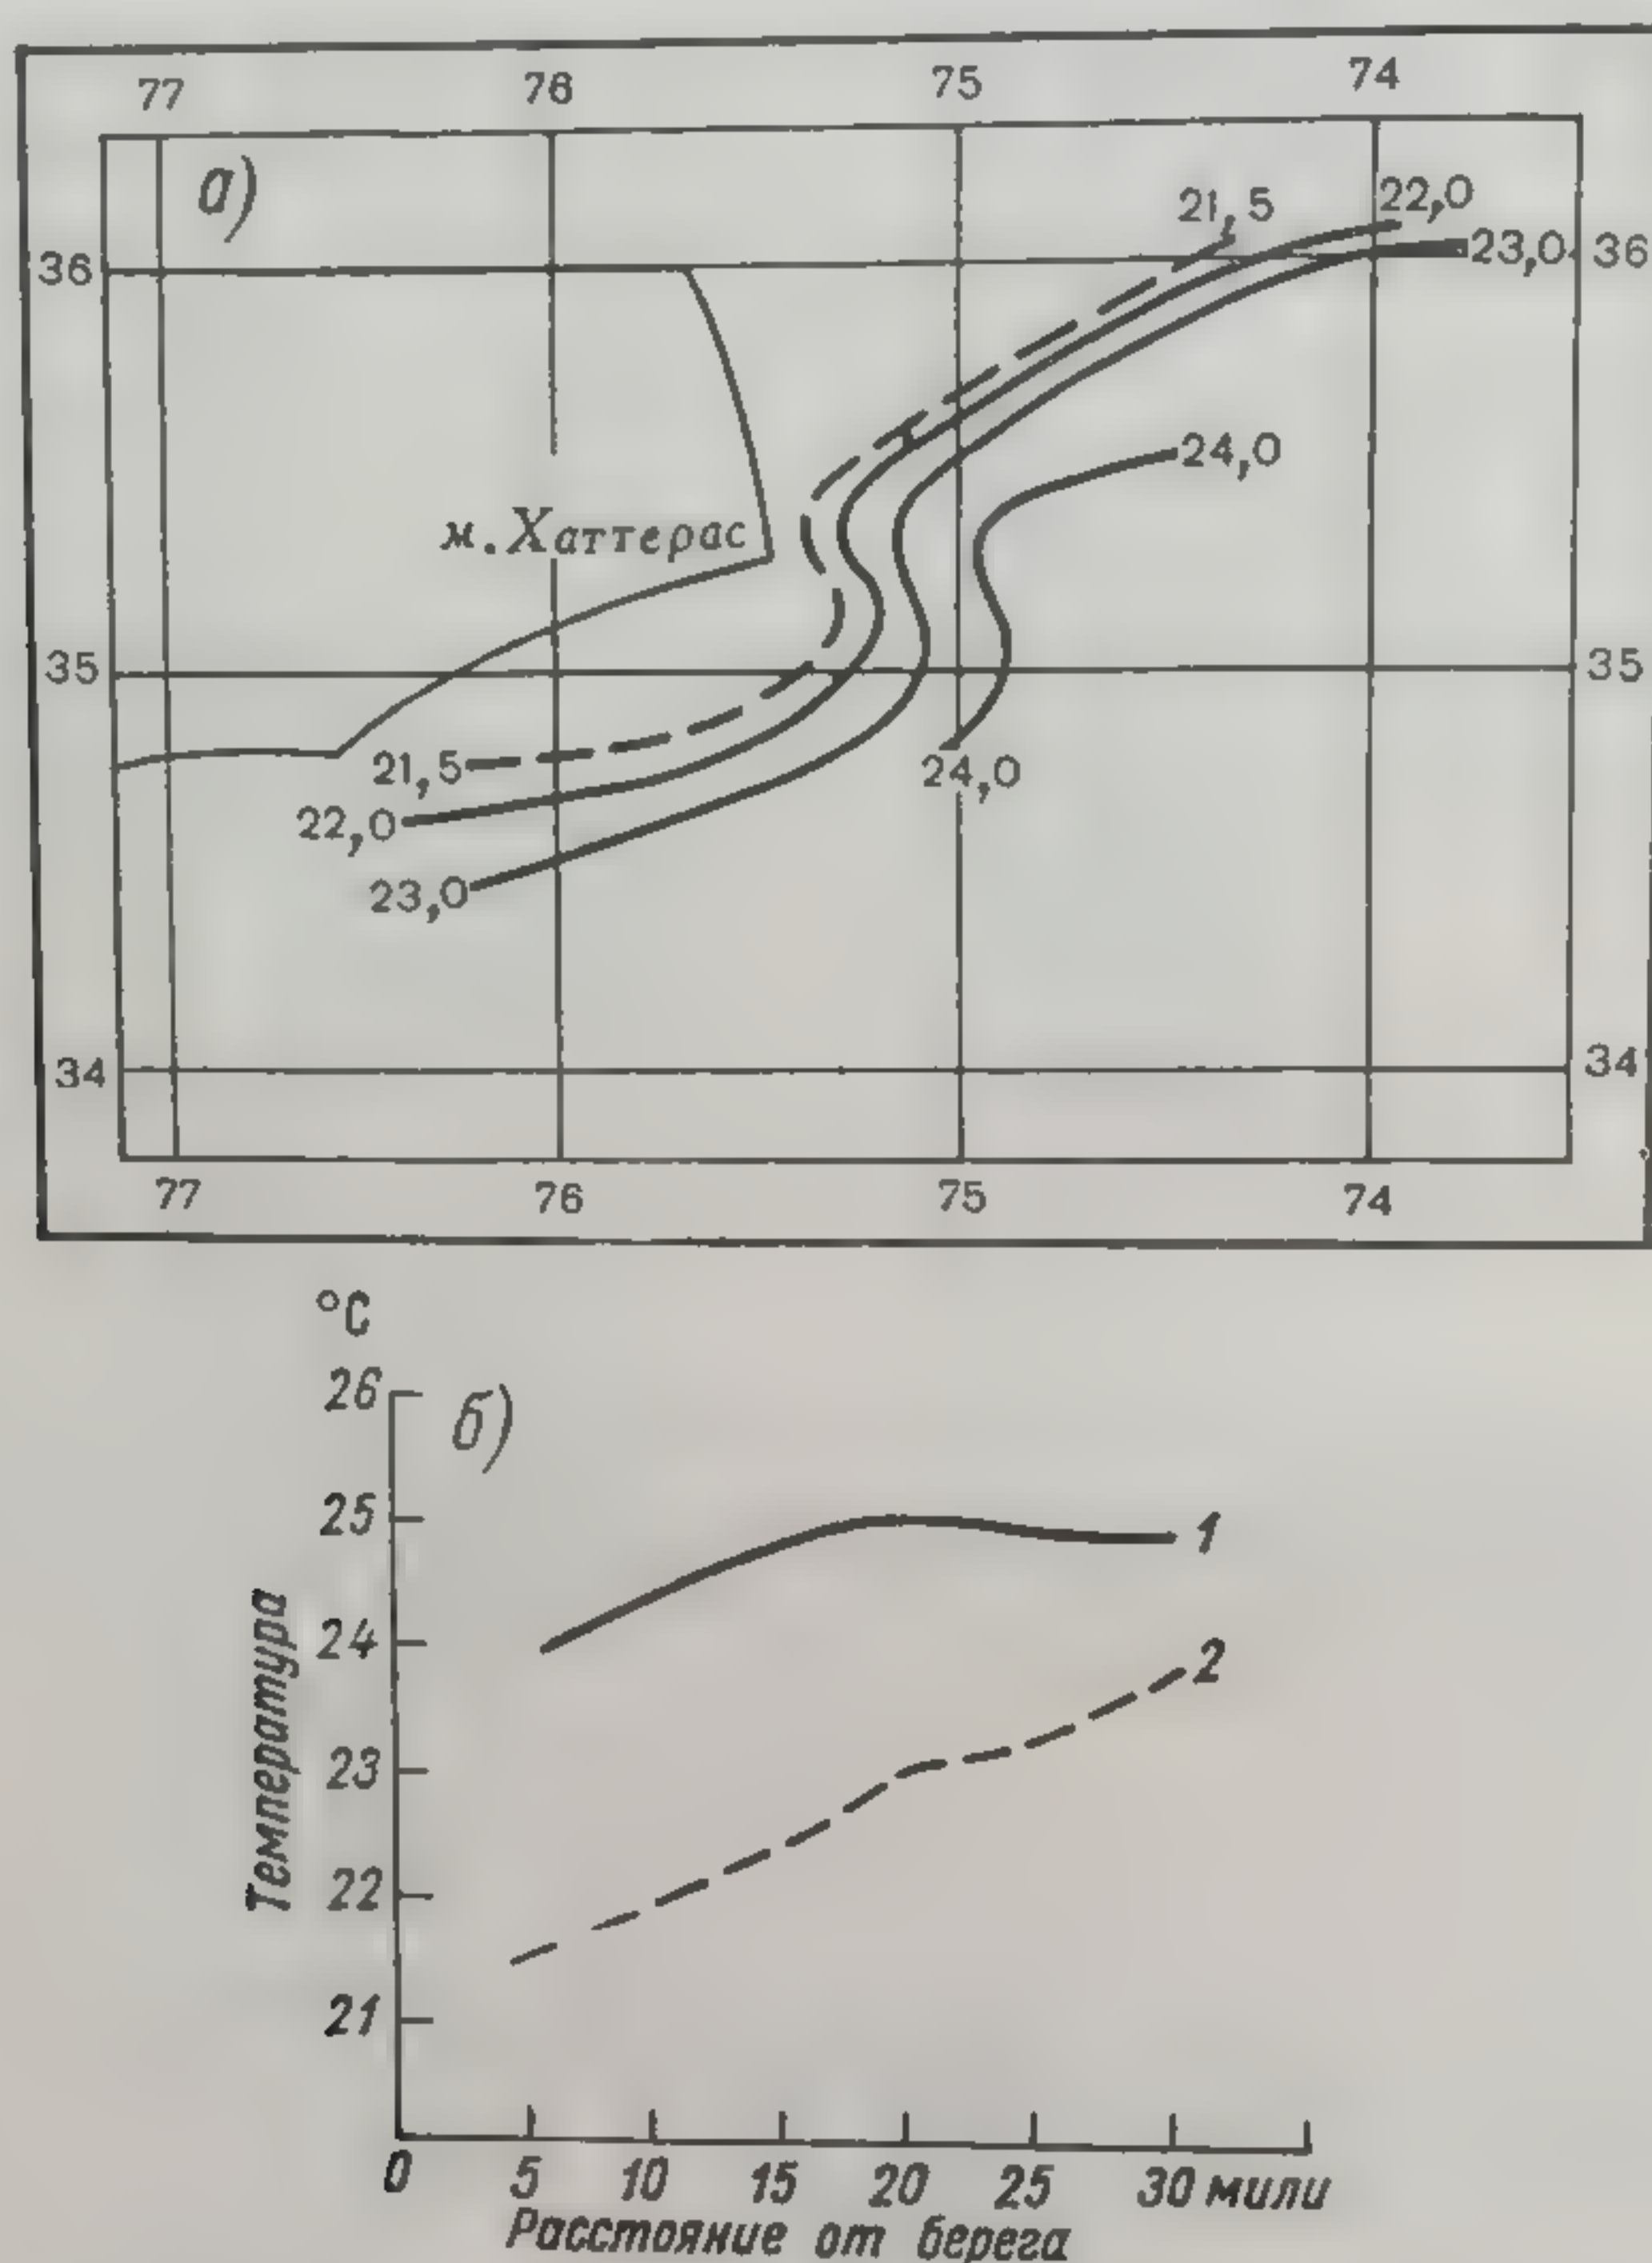 77 76 75 74
а)
21,5 22,0
36 23,0 36
24,0
м. Хаттерас
35 35
21,5 24,0
22,0
23,0
34 34
77 76 75 74
°C
26
б)
25 1
24 2
23
22
21
Температура
0 5 10 15 20 25 30 мили
Расстояние от берега